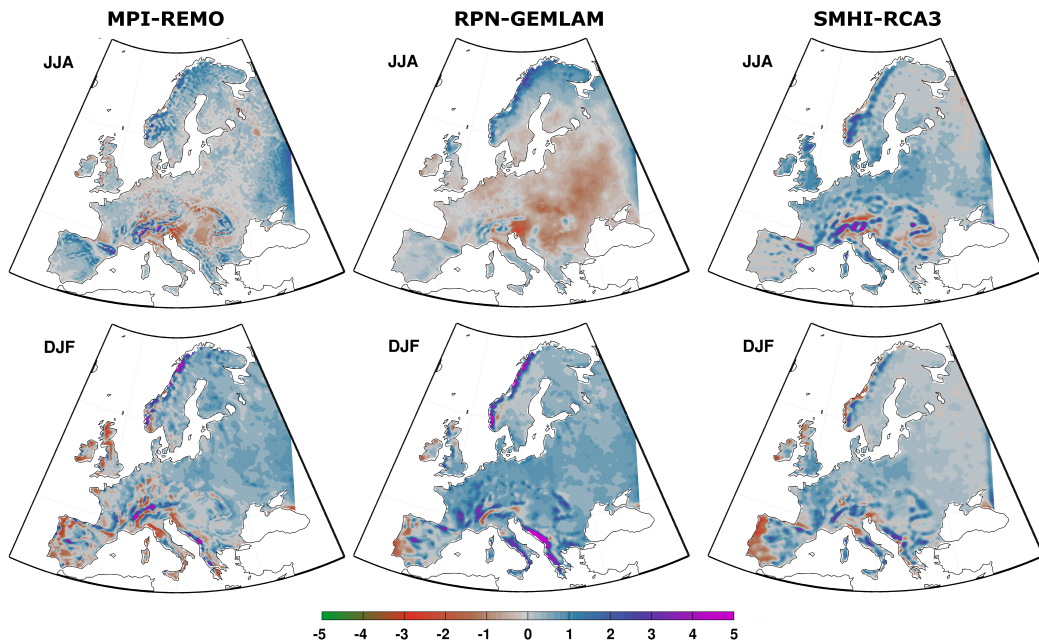 MPI-REMO RPN-GEMLAM SMHI-RCA3
JJA JJA JJA
DJF DJF DJF
-5 -4 -3 -2 -1 0 1 2 3 4 5